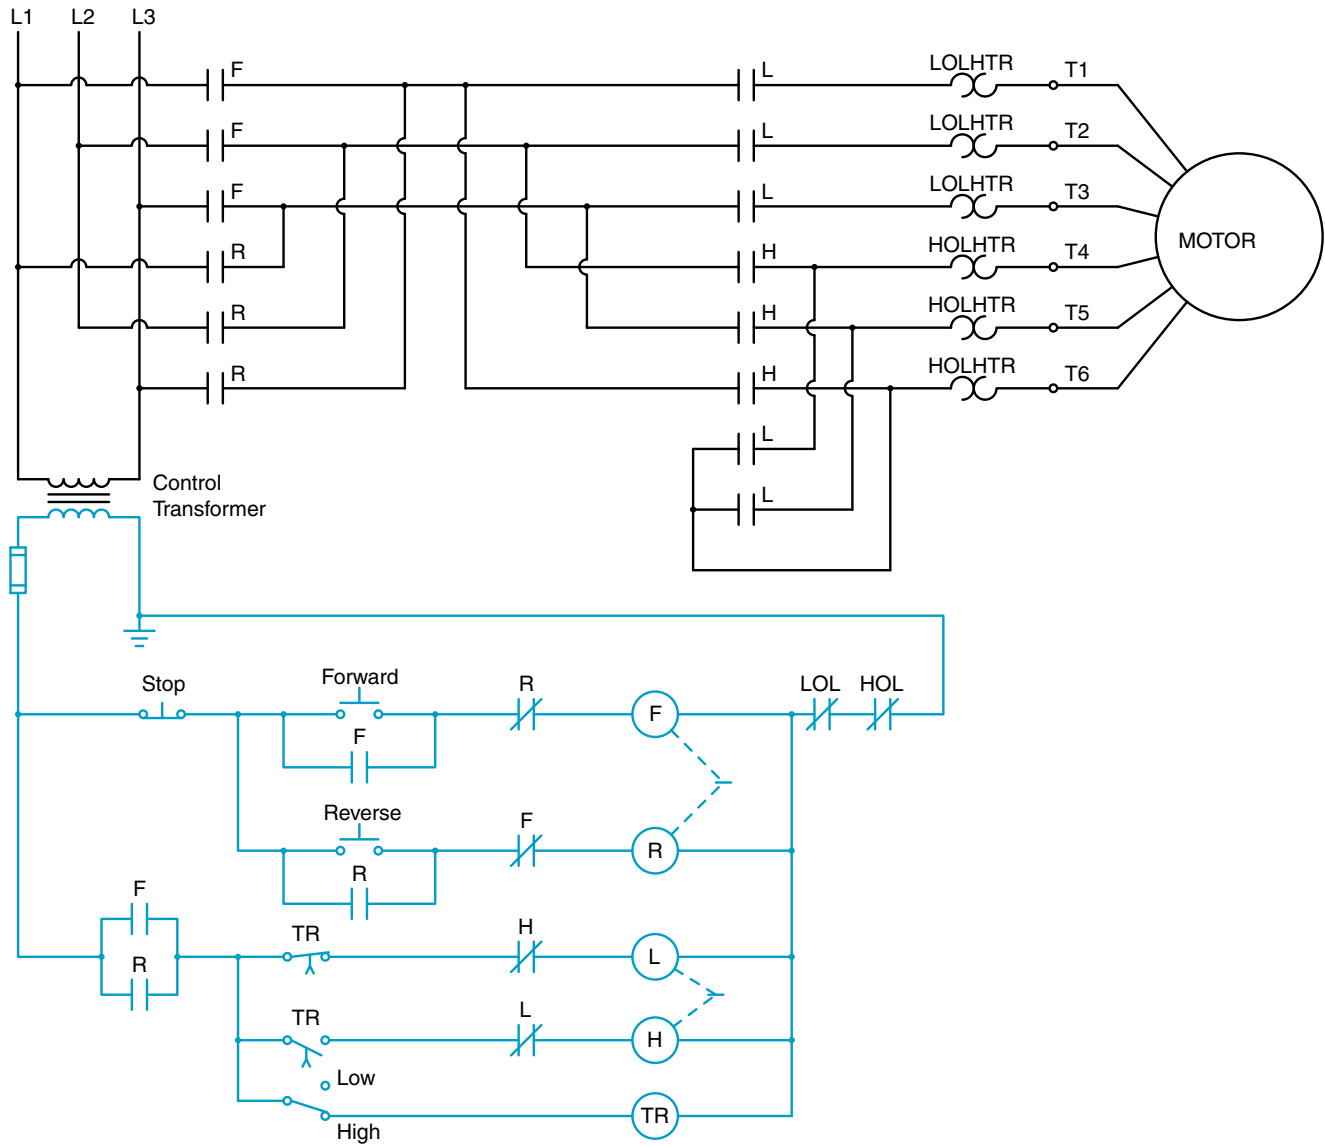 L1 L2 L3
F L LOLHTR T1
F L LOLHTR T2
F L LOLHTR T3
R H HOLHTR T4
MOTOR
R H HOLHTR T5
R H HOLHTR T6
L
L
Control
Transformer
Stop Forward R F LOL HOL
F
Reverse F R
R
F
R
TR H L
TR L H
Low
High
TR